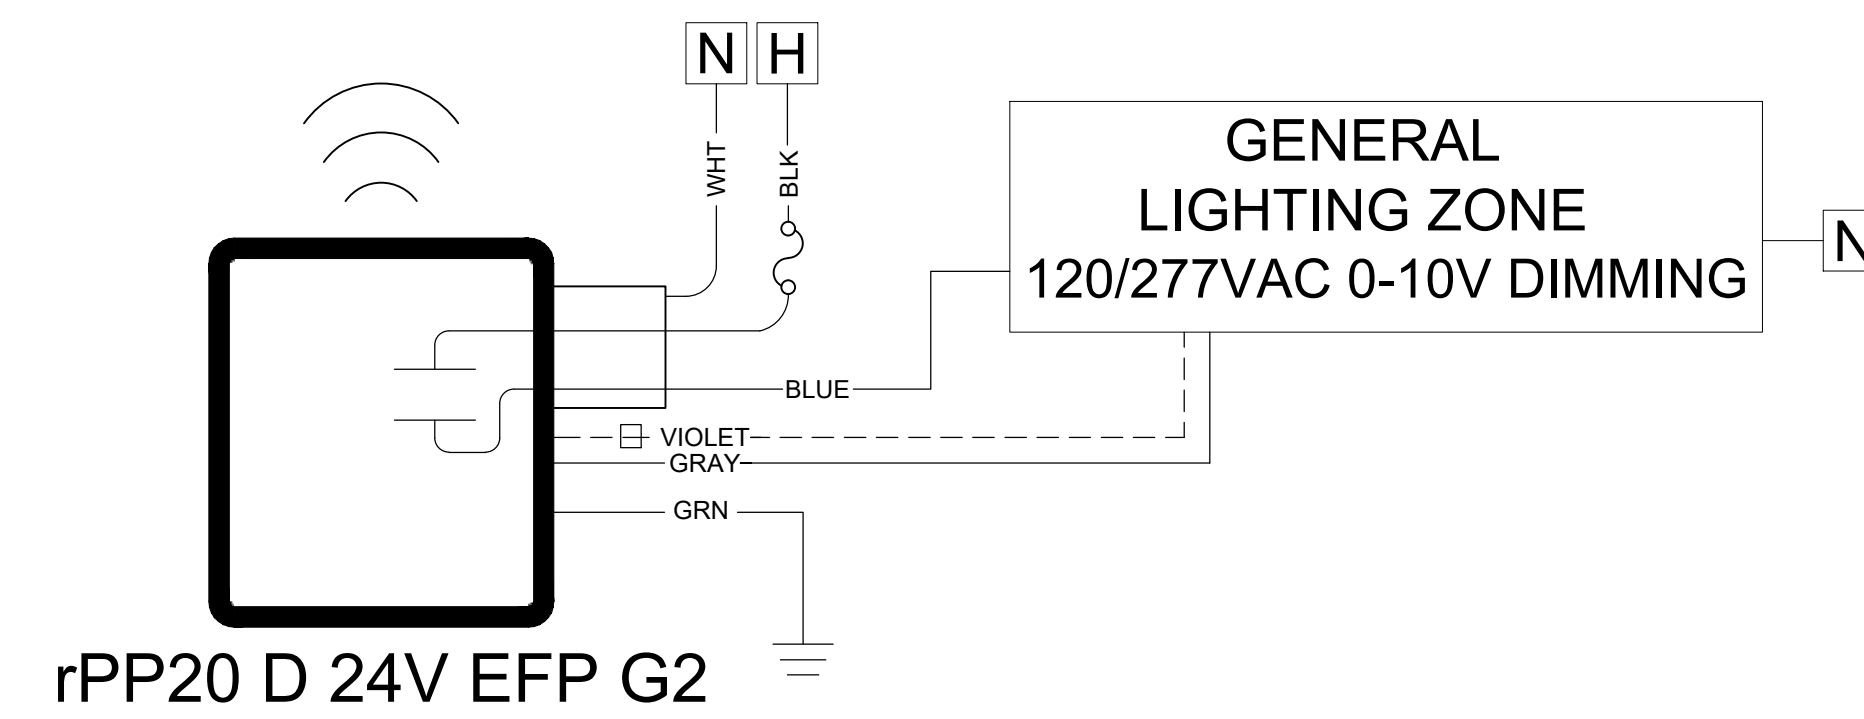 N H
WHT
BLK
GENERAL
LIGHTING ZONE
120/277VAC 0-10V DIMMING
N
BLUE
VIOLET
GRAY
GRN
rPP20 D 24V EFP G2